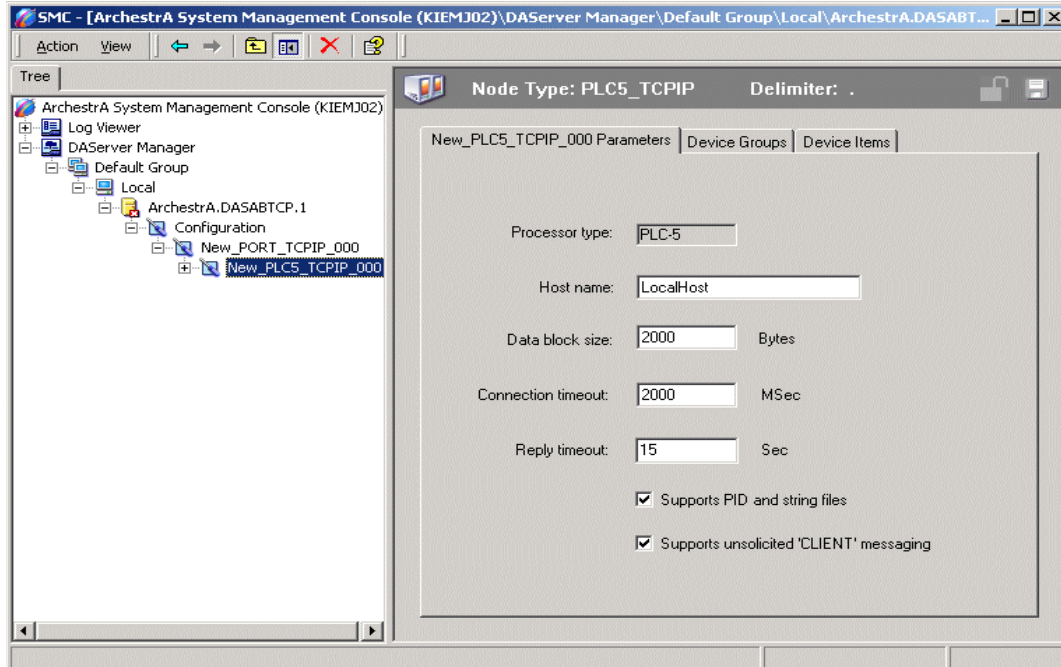 SMC - [ArchestrA System Management Console (KIEMJ02)\DAServer Manager\Default Group\Local\ArchestrA.DASABT...
Action View
Tree
ArchestrA System Management Console (KIEMJ02)
Log Viewer
DAServer Manager
Default Group
Local
ArchestrA.DASABTCP.1
Configuration
New_PORT_TCPIP_000
New_PLC5_TCPIP_000
Node Type: PLC5_TCPIP Delimiter: .
New_PLC5_TCPIP_000 Parameters Device Groups Device Items
Processor type: PLC-5
Host name: LocalHost
Data block size: 2000 Bytes
Connection timeout: 2000 MSec
Reply timeout: 15 Sec
Supports PID and string files
Supports unsolicited 'CLIENT' messaging